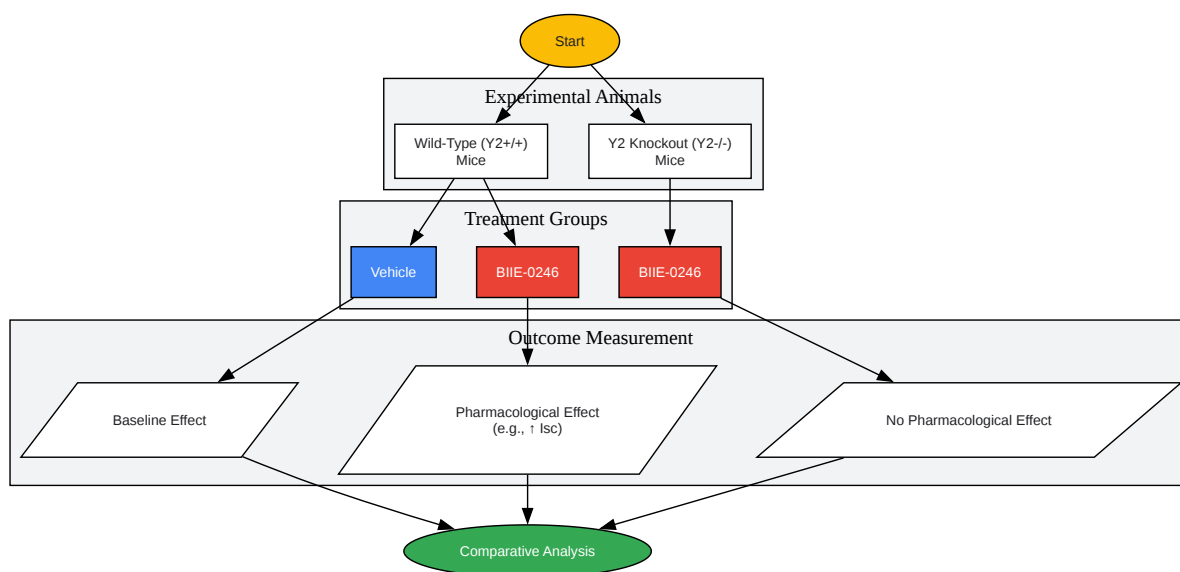 Start
Experimental Animals
Wild-Type (Y2+/+)
Mice
Y2 Knockout (Y2-/-)
Mice
Treatment Groups
Vehicle
BIIE-0246
BIIE-0246
Outcome Measurement
Baseline Effect
Pharmacological Effect
(e.g., ↑ Isc)
No Pharmacological Effect
Comparative Analysis